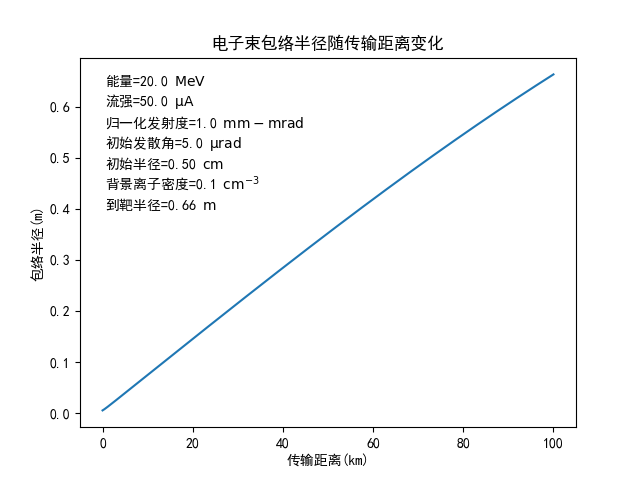 电子束包络半径随传输距离变化
能量=20.0 MeV
流强=50.0 μA
归一化发射度=1.0 mm − mrad
初始发散角=5.0 μrad
初始半径=0.50 cm
背景离子密度=0.1 cm⁻³
到靶半径=0.66 m
包络半径(m)
0.6
0.5
0.4
0.3
0.2
0.1
0.0
0 20 40 60 80 100
传输距离(km)